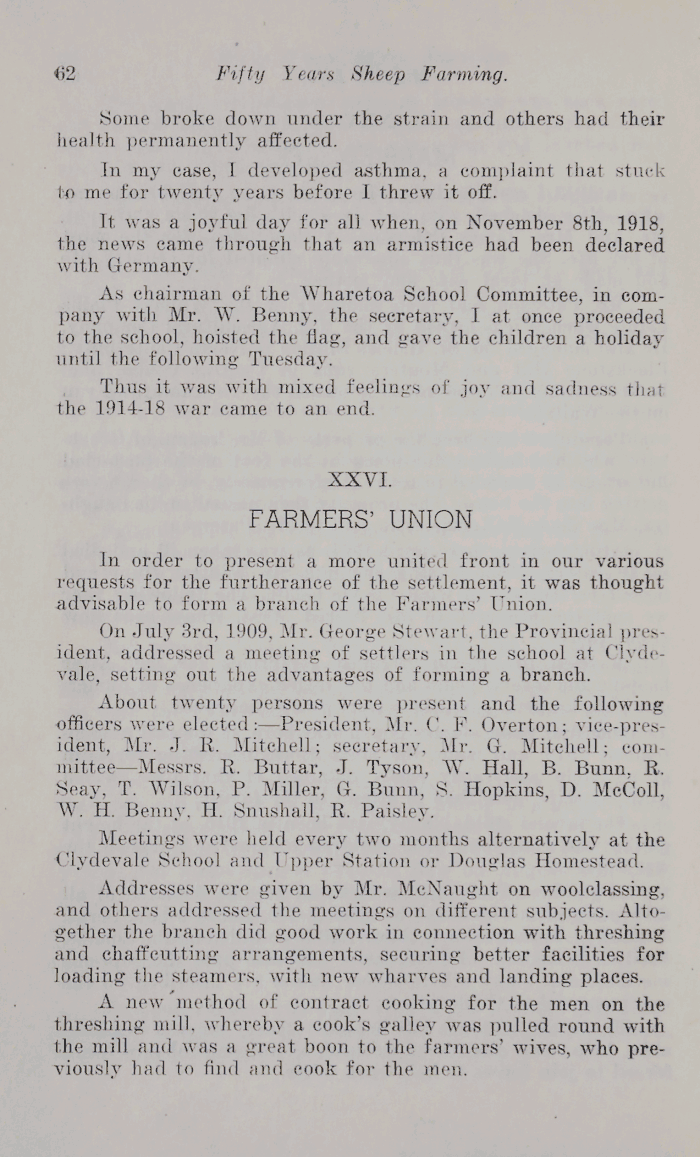 62 Fifty Years Sheep Farming.
Some broke down under the strain and others had their
health permanently affected.
In my case, I developed asthma, a complaint that stuck
to me for twenty years before I threw it off.
It was a joyful day for all when, on November 8th, 1918,
the news came through that an armistice had been declared
with Germany.
As chairman of the Wharetoa School Committee, in com-
pany with Mr. W. Benny, the secretary, I at once proceeded
to the school, hoisted the flag, and gave the children a holiday
until the following Tuesday.
Thus it was with mixed feelings of joy and sadness that
the 1914-18 war came to an end.
XXVI.
FARMERS' UNION
In order to present a more united front in our various
requests for the furtherance of the settlement, it was thought
advisable to form a branch of the Farmers' Union.
On July 3rd, 1909, Mr. George Stewart, the Provincial pres-
ident, addressed a meeting of settlers in the school at Clyde-
vale, setting out the advantages of forming a branch.
About twenty persons were present and the following
officers were elected:—President, Mr. C. F. Overton; vice-pres-
ident, Mr. J. R. Mitchell; secretary, Mr. G. Mitchell; com-
mittee—Messrs. R. Buttar, J. Tyson, W. Hall, B. Bunn, R.
Seay, T. Wilson, P. Miller, G. Bunn, S. Hopkins, D. McColl,
W. H. Benny, H. Snushall, R. Paisley.
Meetings were held every two months alternatively at the
Clydevale School and Upper Station or Douglas Homestead.
Addresses were given by Mr. McNaught on woolclassing,
and others addressed the meetings on different subjects. Alto-
gether the branch did good work in connection with threshing
and chaffcutting arrangements, securing better facilities for
loading the steamers, with new wharves and landing places.
A new method of contract cooking for the men on the
threshing mill, whereby a cook's galley was pulled round with
the mill and was a great boon to the farmers' wives, who pre-
viously had to find and cook for the men.